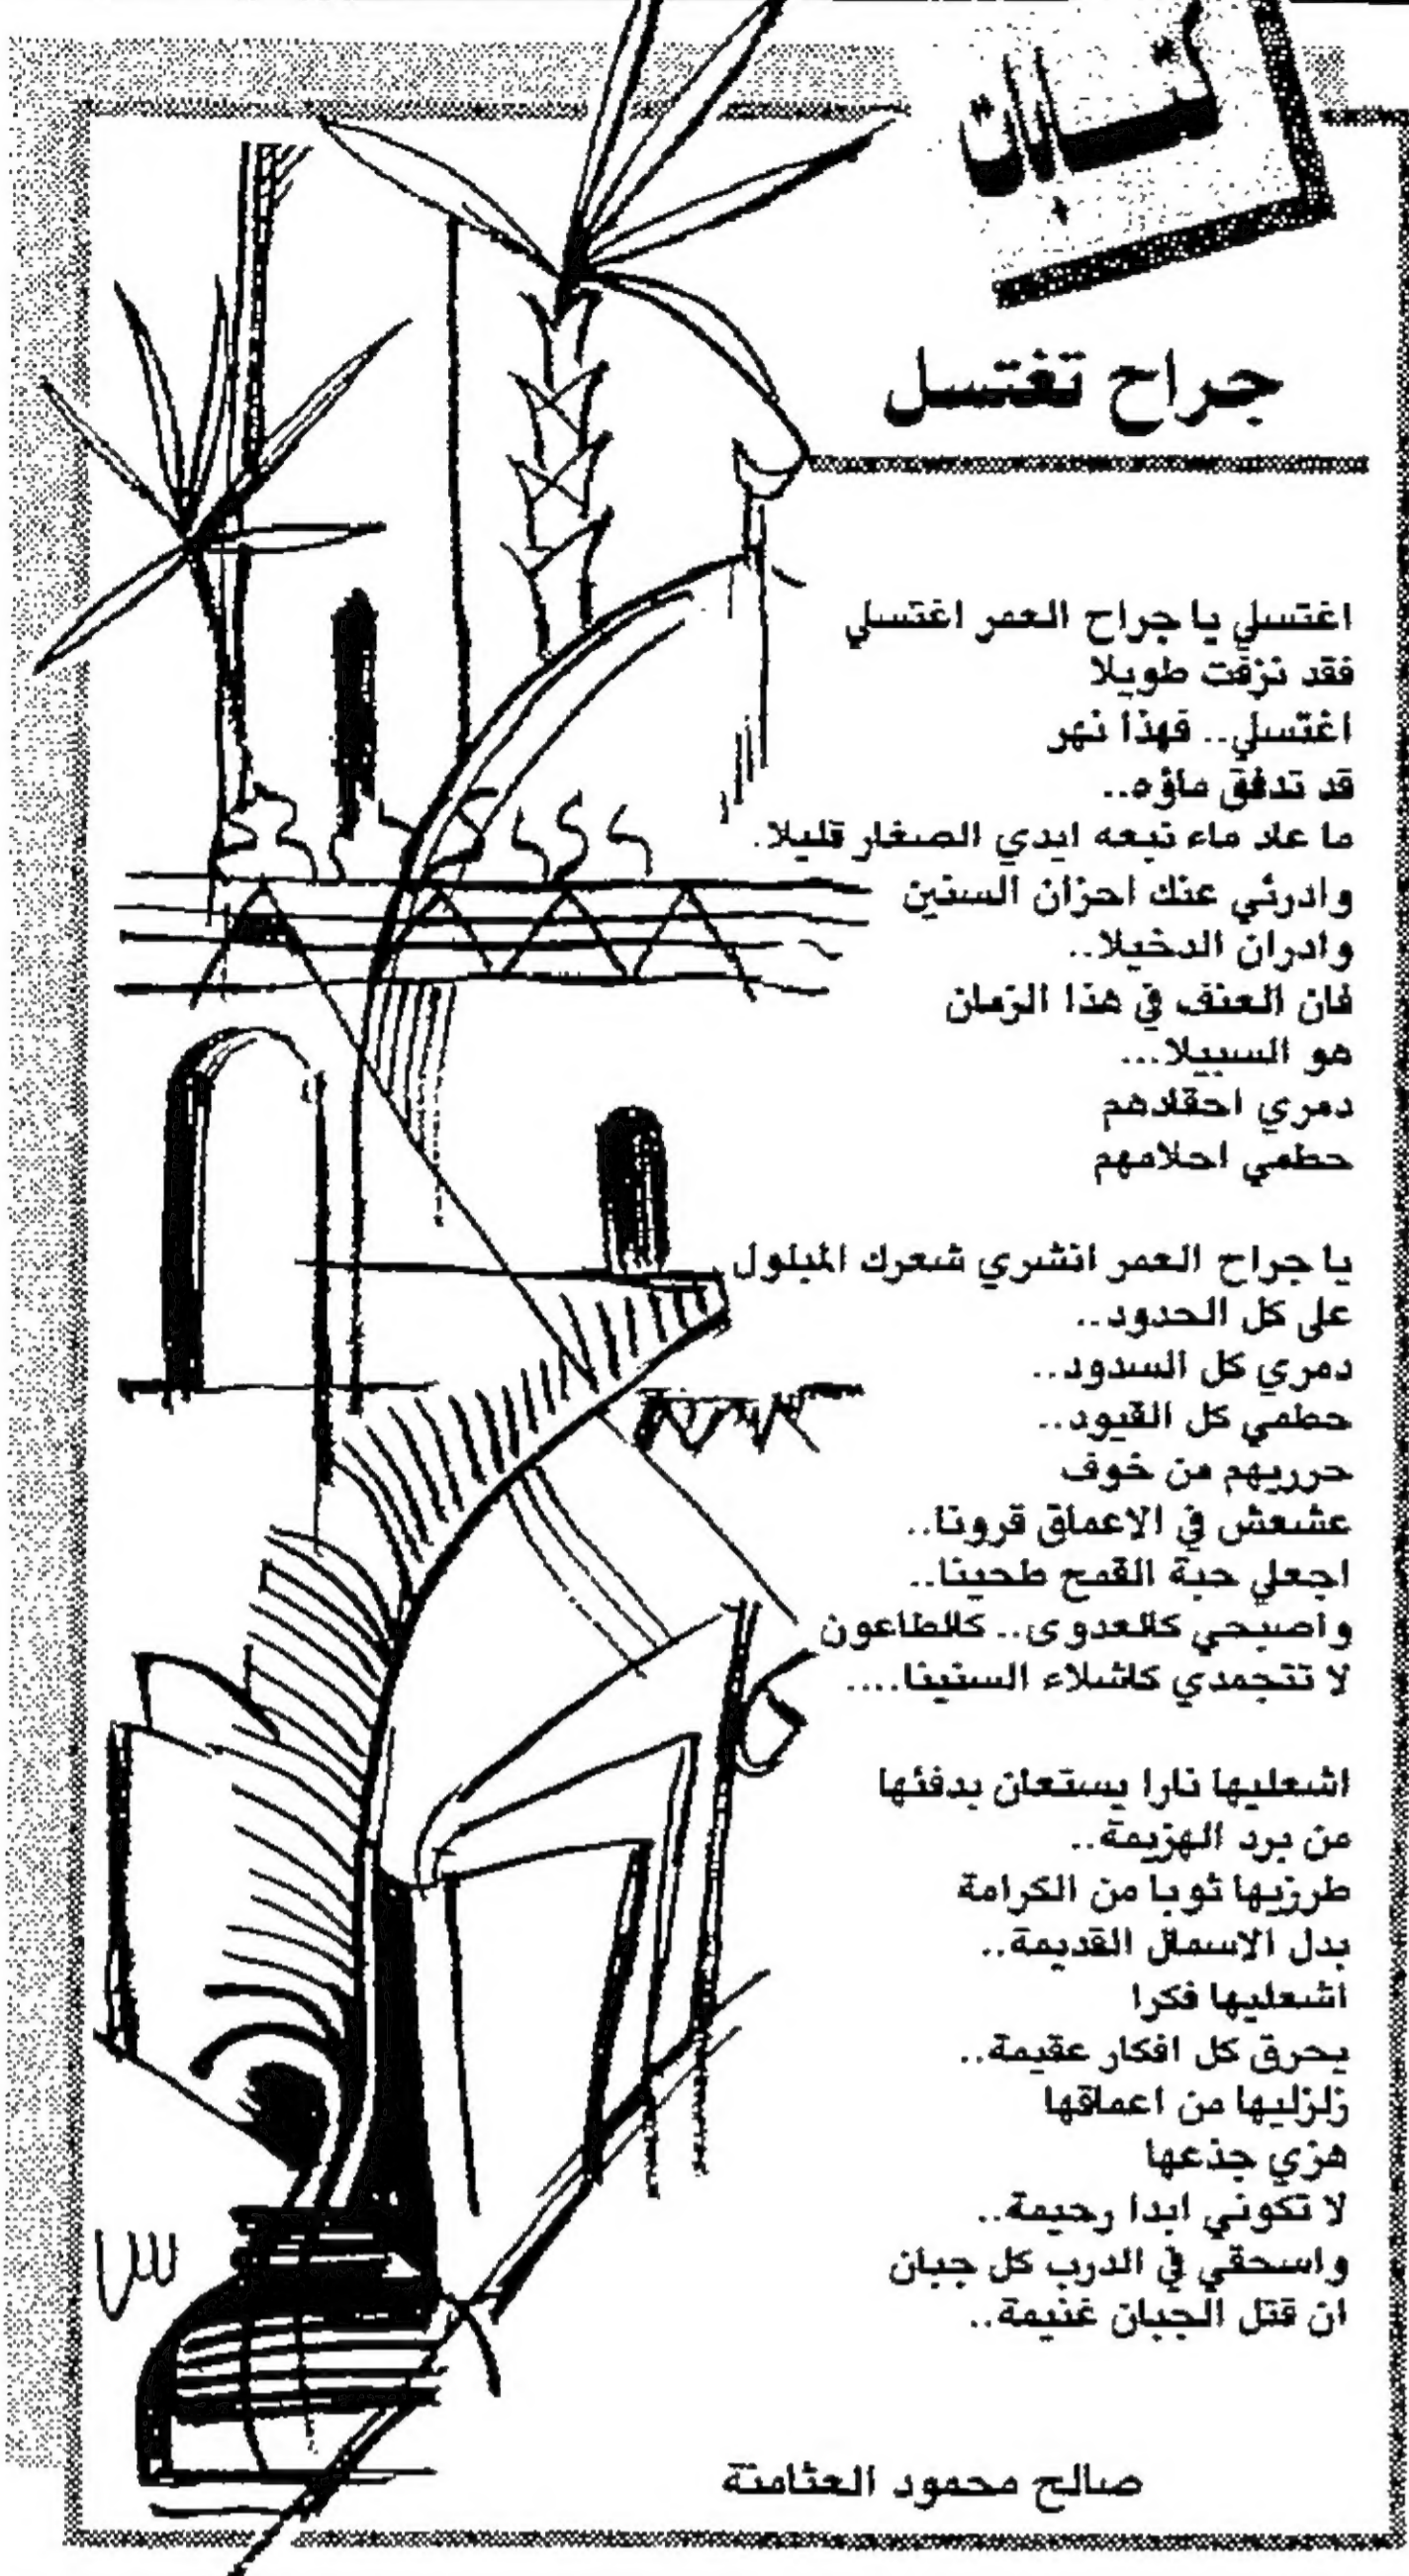 كتابات
جراح تغتسل
اغتسلي يا جراح العمر اغتسلي
فقد نزفت طويلا
اغتسلي.. فهذا نهر
قد تدفق ماؤه..
ما عاد ماء تبعه ايدي الصغار قليلا.
وادرئي عنك احزان السنين
وادران الدخيلا..
فان العنف في هذا الزمان
هو السبيلا...
دمري احقادهم
حطمي احلامهم
يا جراح العمر انشري شعرك المبلول
على كل الحدود..
دمري كل السدود..
حطمي كل القيود..
حرريهم من خوف
عشعش في الاعماق قرونا..
اجعلي حبة القمح طحينا..
واصبحي كالعدوى.. كالطاعون
لا تتجمدي كاشلاء السنينا....
اشعليها نارا يستعان بدفئها
من برد الهزيمة..
طرزيها ثوبا من الكرامة
بدل الاسمال القديمة..
اشعليها فكرا
يحرق كل افكار عقيمة..
زلزليها من اعماقها
هزي جذعها
لا تكوني ابدا رحيمة..
واسحقي في الدرب كل جبان
ان قتل الجبان غنيمة..
صالح محمود العثامنة